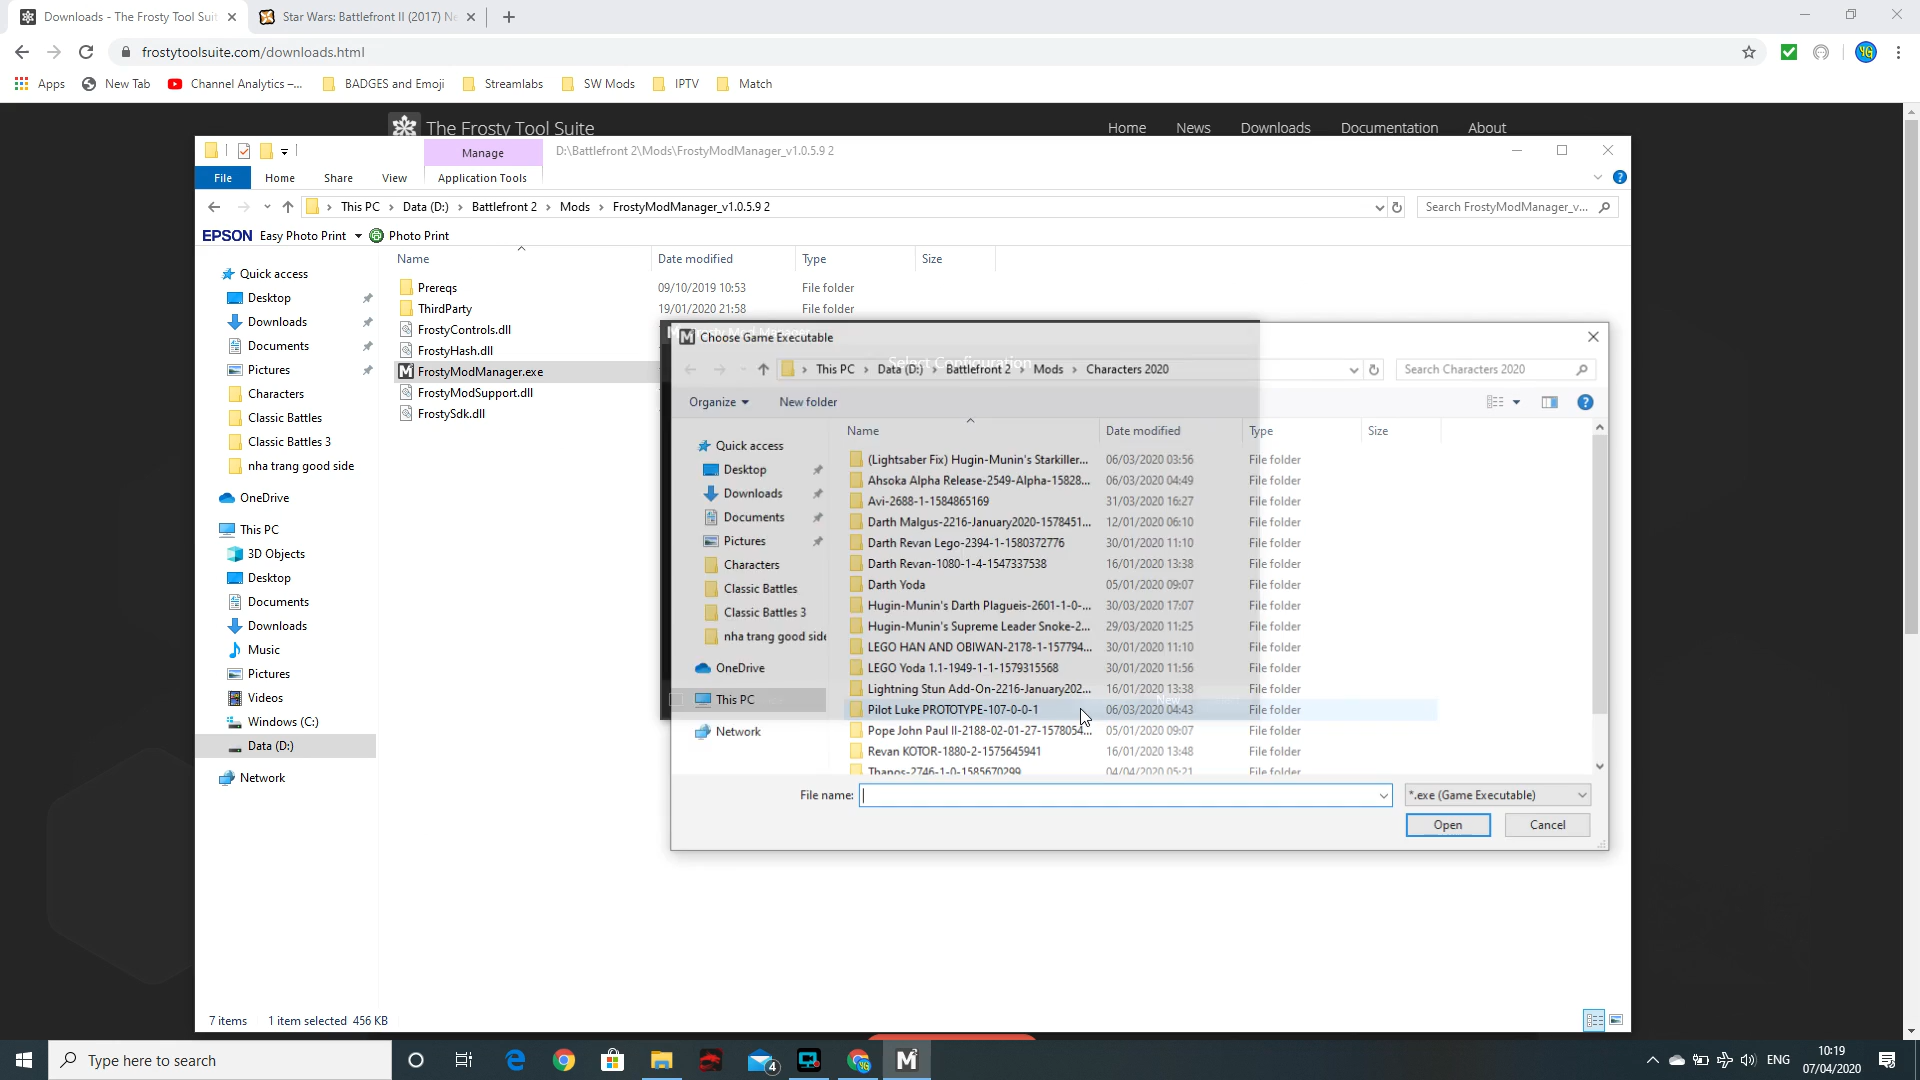 Downloads - The Frosty Tool Suit
Star Wars: Battlefront II (2017) Ne
frostytoolsuite.com/downloads.html
Apps
New Tab
Channel Analytics –...
BADGES and Emoji
Streamlabs
SW Mods
IPTV
Match
The Frosty Tool Suite
Home
News
Downloads
Documentation
About
Manage
D:\Battlefront 2\Mods\FrostyModManager_v1.0.5.9 2
File
Home
Share
View
Application Tools
This PC
Data (D:)
Battlefront 2
Mods
FrostyModManager_v1.0.5.9 2
Search FrostyModManager_v...
EPSON Easy Photo Print
Photo Print
Name
Date modified
Type
Size
Quick access
Desktop
Downloads
Documents
Pictures
Characters
Classic Battles
Classic Battles 3
nha trang good side
OneDrive
This PC
3D Objects
Desktop
Documents
Downloads
Music
Pictures
Videos
Windows (C:)
Data (D:)
Network
Prereqs 09/10/2019 10:53 File folder
ThirdParty 19/01/2020 21:58 File folder
FrostyControls.dll
FrostyHash.dll
FrostyModManager.exe
FrostyModSupport.dll
FrostySdk.dll
Frosty Mod Manager
Select Configuration
New
Choose Game Executable
This PC
Data (D:)
Battlefront 2
Mods
Characters 2020
Search Characters 2020
Organize
New folder
Name
Date modified
Type
Size
Quick access
Desktop
Downloads
Documents
Pictures
Characters
Classic Battles
Classic Battles 3
nha trang good side
OneDrive
This PC
Network
(Lightsaber Fix) Hugin-Munin's Starkiller... 06/03/2020 03:56 File folder
Ahsoka Alpha Release-2549-Alpha-15828... 06/03/2020 04:49 File folder
Avi-2688-1-1584865169 31/03/2020 16:27 File folder
Darth Malgus-2216-January2020-1578451... 12/01/2020 06:10 File folder
Darth Revan Lego-2394-1-1580372776 30/01/2020 11:10 File folder
Darth Revan-1080-1-4-1547337538 16/01/2020 13:38 File folder
Darth Yoda 05/01/2020 09:07 File folder
Hugin-Munin's Darth Plagueis-2601-1-0-... 30/03/2020 17:07 File folder
Hugin-Munin's Supreme Leader Snoke-2... 29/03/2020 11:25 File folder
LEGO HAN AND OBIWAN-2178-1-157794... 30/01/2020 11:10 File folder
LEGO Yoda 1.1-1949-1-1-1579315568 30/01/2020 11:56 File folder
Lightning Stun Add-On-2216-January202... 16/01/2020 13:38 File folder
Pilot Luke PROTOTYPE-107-0-0-1 06/03/2020 04:43 File folder
Pope John Paul II-2188-02-01-27-1578054... 05/01/2020 09:07 File folder
Revan KOTOR-1880-2-1575645941 16/01/2020 13:48 File folder
Thanos-2746-1-0-1585670299 04/04/2020 05:21 File folder
File name:
*.exe (Game Executable)
Open
Cancel
7 items
1 item selected 456 KB
Type here to search
4
ENG
10:19
07/04/2020